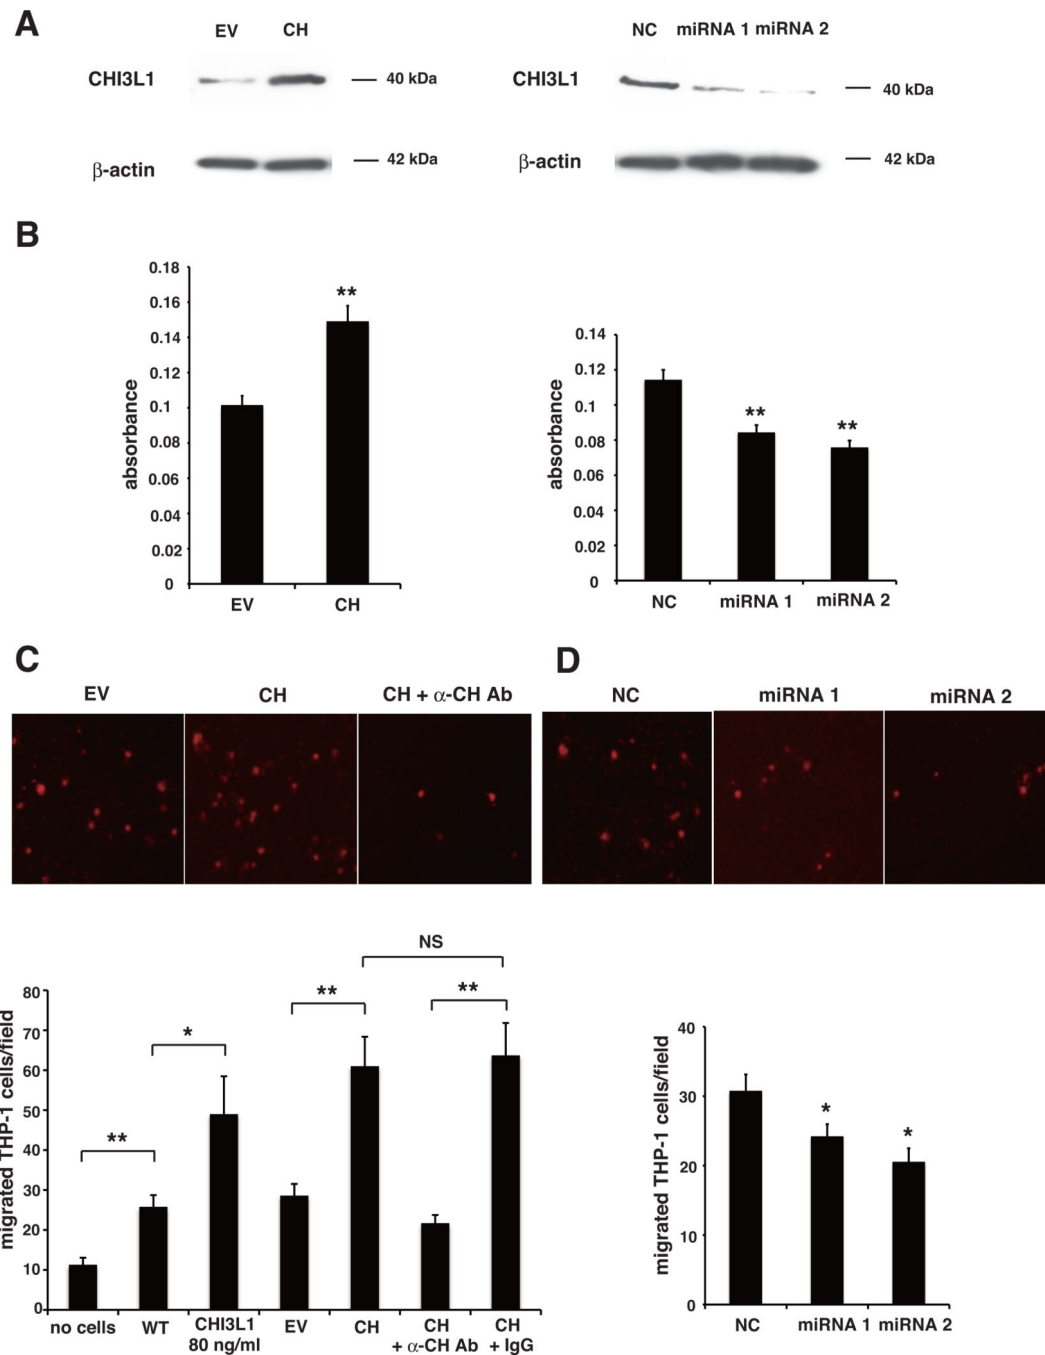 A
EV CH
CHI3L1
40 kDa
β-actin
42 kDa
NC miRNA 1 miRNA 2
CHI3L1
40 kDa
β-actin
42 kDa
B
absorbance
0.18
0.16
0.14
0.12
0.1
0.08
0.06
0.04
0.02
0
**
EV CH
absorbance
0.14
0.12
0.1
0.08
0.06
0.04
0.02
0
**
**
NC miRNA 1 miRNA 2
C
EV CH CH + α-CH Ab
NS
** * ** **
migrated THP-1 cells/field
80
70
60
50
40
30
20
10
0
no cells WT CHI3L1 EV CH CH CH
80 ng/ml + α-CH Ab + IgG
D
NC miRNA 1 miRNA 2
migrated THP-1 cells/field
40
30
20
10
0
*
*
NC miRNA 1 miRNA 2